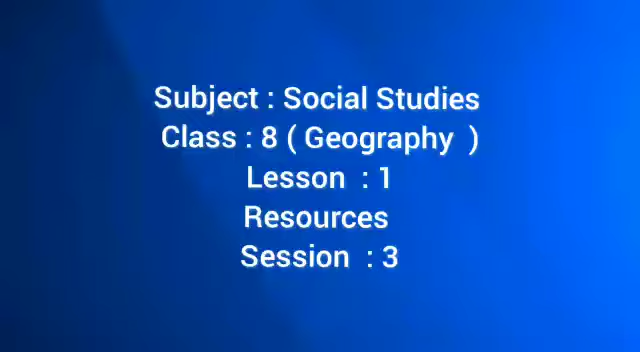 Subject : Social Studies
Class : 8 ( Geography )
Lesson : 1
Resources
Session : 3